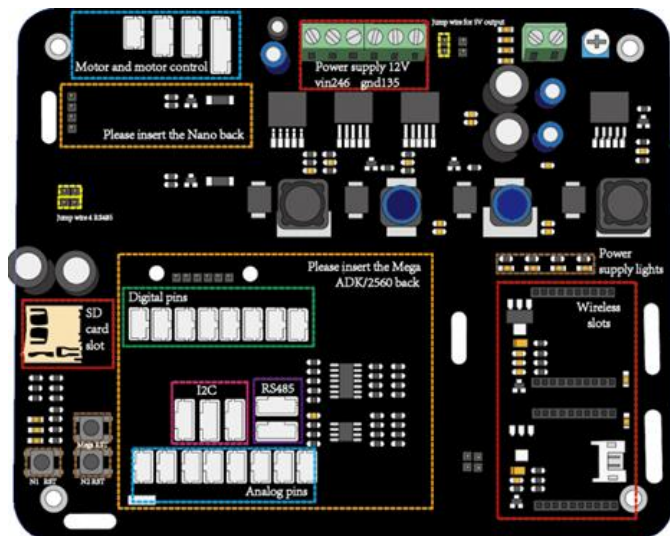 Jump wire for 9V output
Motor and motor control
Power supply 12V
vin246 gnd135
Please insert the Nano back
Jump wire 4 RS485
Please insert the Mega
ADK/2560 back
Power
supply lights
Digital pins
Wireless
slots
SD
card
slot
I2C
RS485
Mega RST
N1 RST
N2 RST
Analog pins